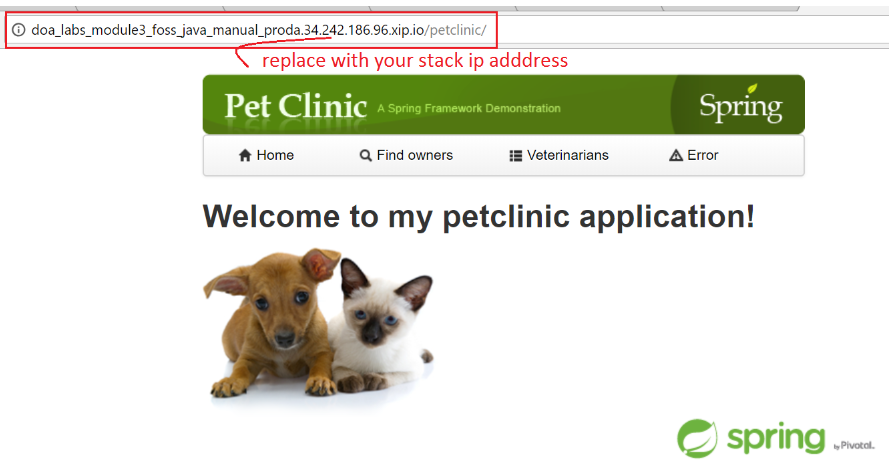 doa_labs_module3_foss_java_manual_proda.34.242.186.96.xip.io/petclinic/
replace with your stack ip adddress
Pet Clinic A Spring Framework Demonstration Spring
Home Find owners Veterinarians Error
Welcome to my petclinic application!
spring by Pivotal